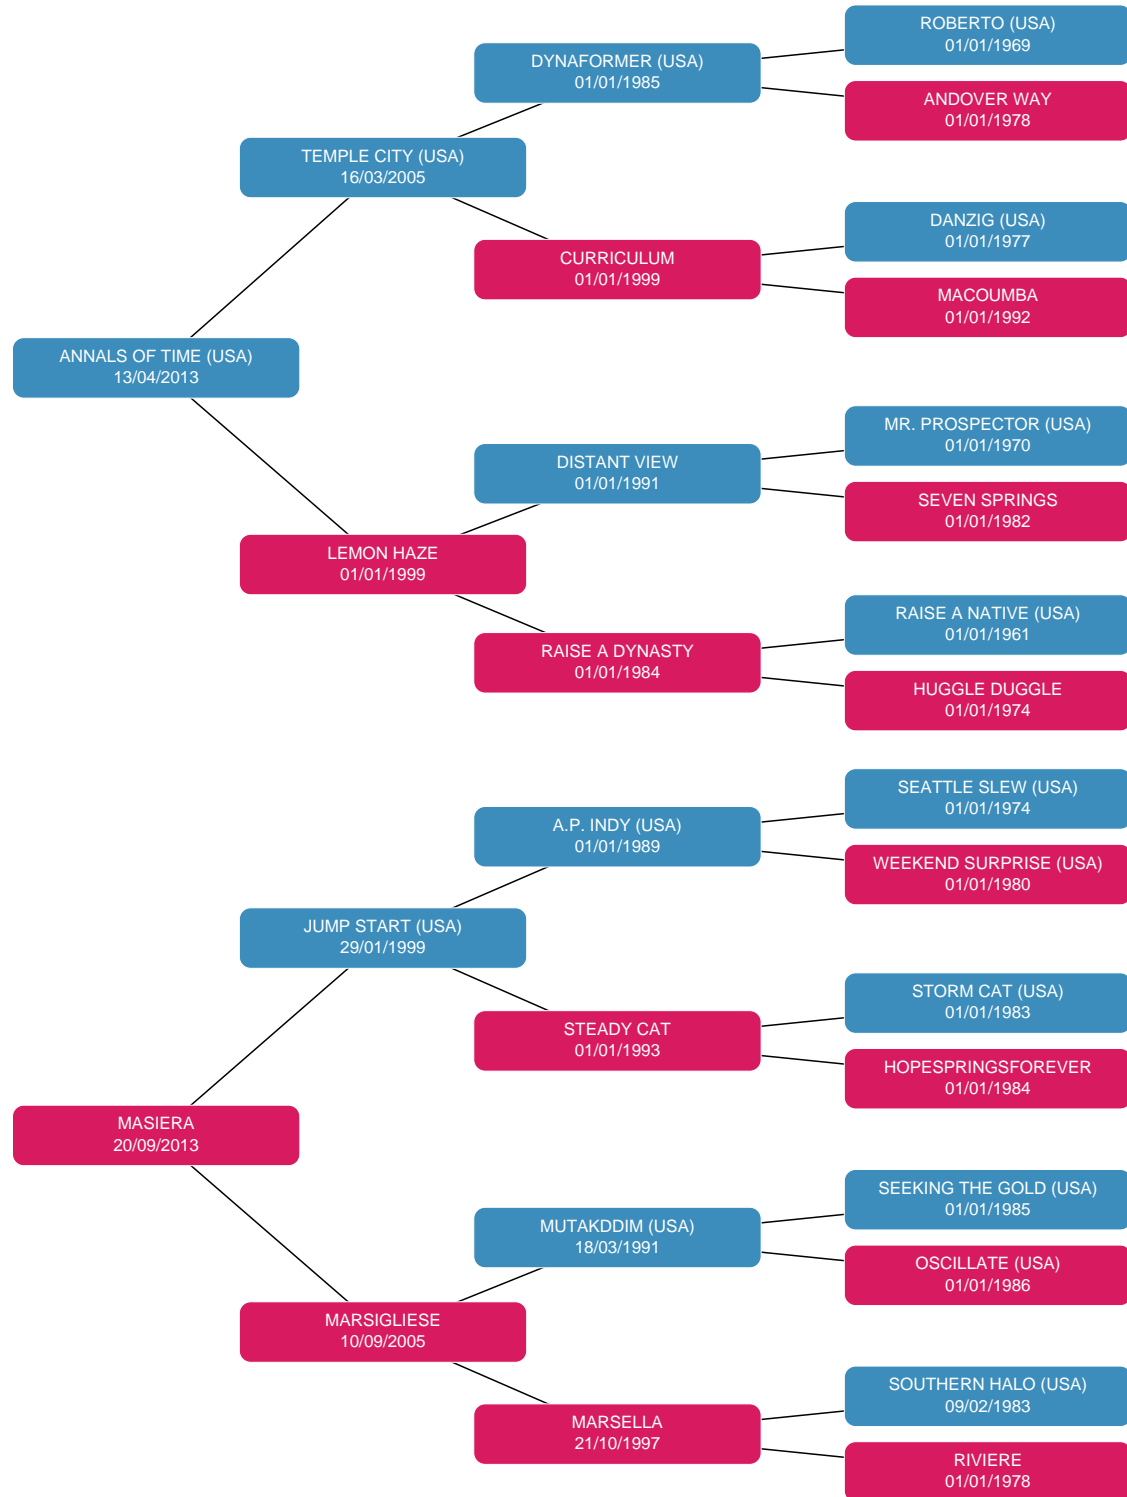 ROBERTO (USA)
01/01/1969
DYNAFORMER (USA)
01/01/1985
ANDOVER WAY
01/01/1978
TEMPLE CITY (USA)
16/03/2005
DANZIG (USA)
01/01/1977
CURRICULUM
01/01/1999
MACOUMBA
01/01/1992
ANNALS OF TIME (USA)
13/04/2013
MR. PROSPECTOR (USA)
01/01/1970
DISTANT VIEW
01/01/1991
SEVEN SPRINGS
01/01/1982
LEMON HAZE
01/01/1999
RAISE A NATIVE (USA)
01/01/1961
RAISE A DYNASTY
01/01/1984
HUGGLE DUGGLE
01/01/1974
SEATTLE SLEW (USA)
01/01/1974
A.P. INDY (USA)
01/01/1989
WEEKEND SURPRISE (USA)
01/01/1980
JUMP START (USA)
29/01/1999
STORM CAT (USA)
01/01/1983
STEADY CAT
01/01/1993
HOPESPRINGSFOREVER
01/01/1984
MASIERA
20/09/2013
SEEKING THE GOLD (USA)
01/01/1985
MUTAKDDIM (USA)
18/03/1991
OSCILLATE (USA)
01/01/1986
MARSIGLIESE
10/09/2005
SOUTHERN HALO (USA)
09/02/1983
MARSELLA
21/10/1997
RIVIERE
01/01/1978